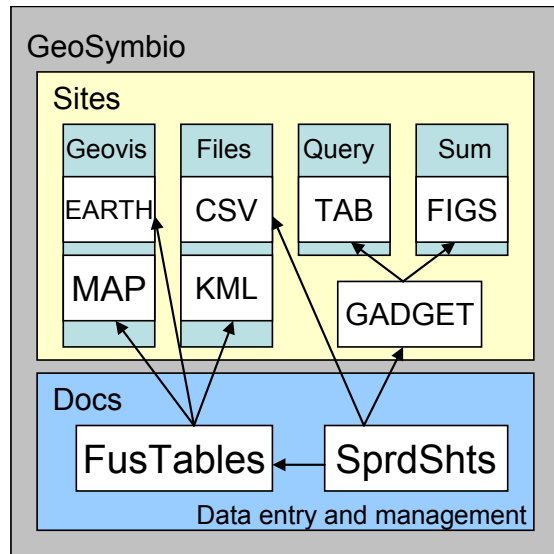 GeoSymbio
Sites
Geovis
Files
Query
Sum
EARTH
CSV
TAB
FIGS
MAP
KML
GADGET
Docs
FusTables
SprdShts
Data entry and management